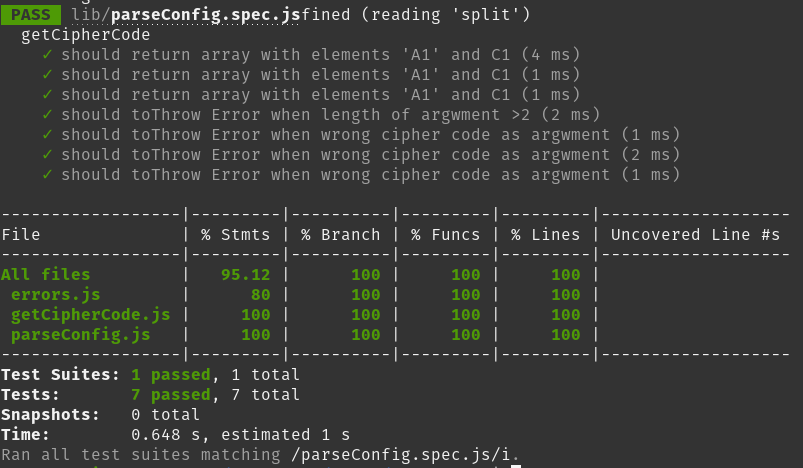 PASS lib/parseConfig.spec.jsfined (reading 'split')
getCipherCode
✓ should return array with elements 'A1' and C1 (4 ms)
✓ should return array with elements 'A1' and C1 (1 ms)
✓ should return array with elements 'A1' and C1 (1 ms)
✓ should toThrow Error when length of argwment >2 (2 ms)
✓ should toThrow Error when wrong cipher code as argwment (1 ms)
✓ should toThrow Error when wrong cipher code as argwment (2 ms)
✓ should toThrow Error when wrong cipher code as argwment (1 ms)
------------------|---------|----------|---------|---------|-------------------
File | % Stmts | % Branch | % Funcs | % Lines | Uncovered Line #s
------------------|---------|----------|---------|---------|-------------------
All files | 95.12 | 100 | 100 | 100 |
errors.js | 80 | 100 | 100 | 100 |
getCipherCode.js | 100 | 100 | 100 | 100 |
parseConfig.js | 100 | 100 | 100 | 100 |
------------------|---------|----------|---------|---------|-------------------
Test Suites: 1 passed, 1 total
Tests: 7 passed, 7 total
Snapshots: 0 total
Time: 0.648 s, estimated 1 s
Ran all test suites matching /parseConfig.spec.js/i.